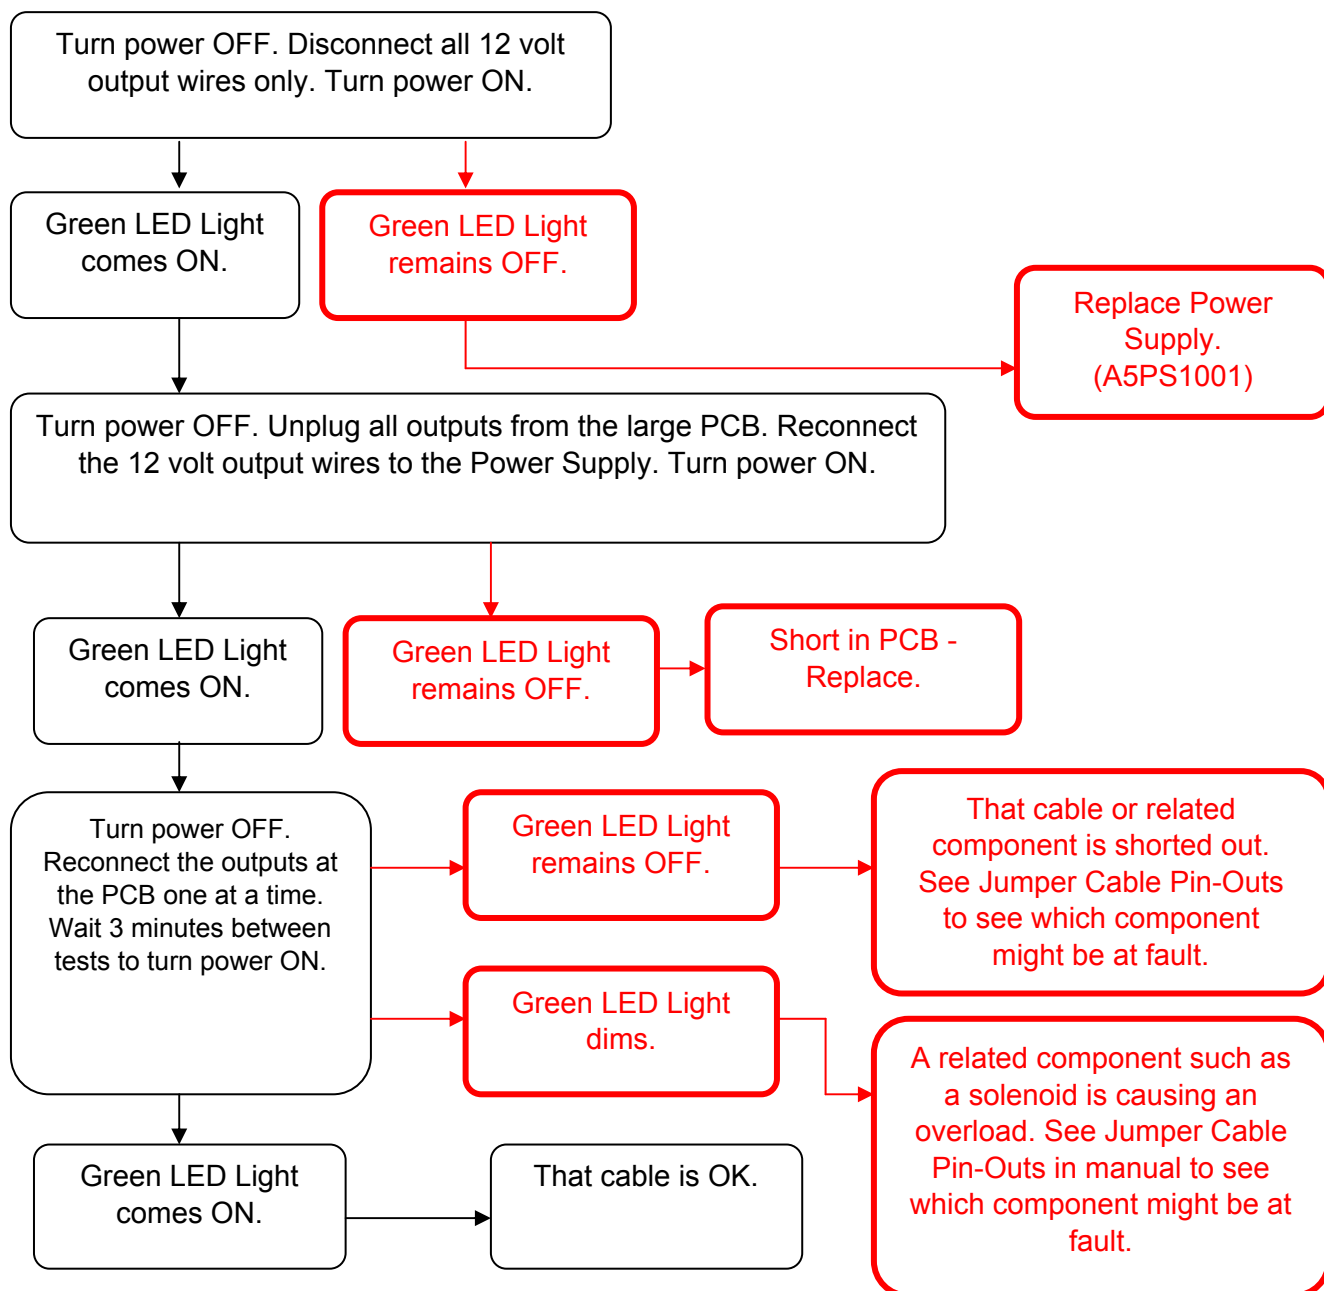 Turn power OFF. Disconnect all 12 volt
output wires only. Turn power ON.
Green LED Light
comes ON.
Green LED Light
remains OFF.
Replace Power
Supply.
(A5PS1001)
Turn power OFF. Unplug all outputs from the large PCB. Reconnect
the 12 volt output wires to the Power Supply. Turn power ON.
Green LED Light
comes ON.
Green LED Light
remains OFF.
Short in PCB -
Replace.
Turn power OFF.
Reconnect the outputs at
the PCB one at a time.
Wait 3 minutes between
tests to turn power ON.
Green LED Light
remains OFF.
That cable or related
component is shorted out.
See Jumper Cable Pin-Outs
to see which component
might be at fault.
Green LED Light
dims.
A related component such as
a solenoid is causing an
overload. See Jumper Cable
Pin-Outs in manual to see
which component might be at
fault.
Green LED Light
comes ON.
That cable is OK.